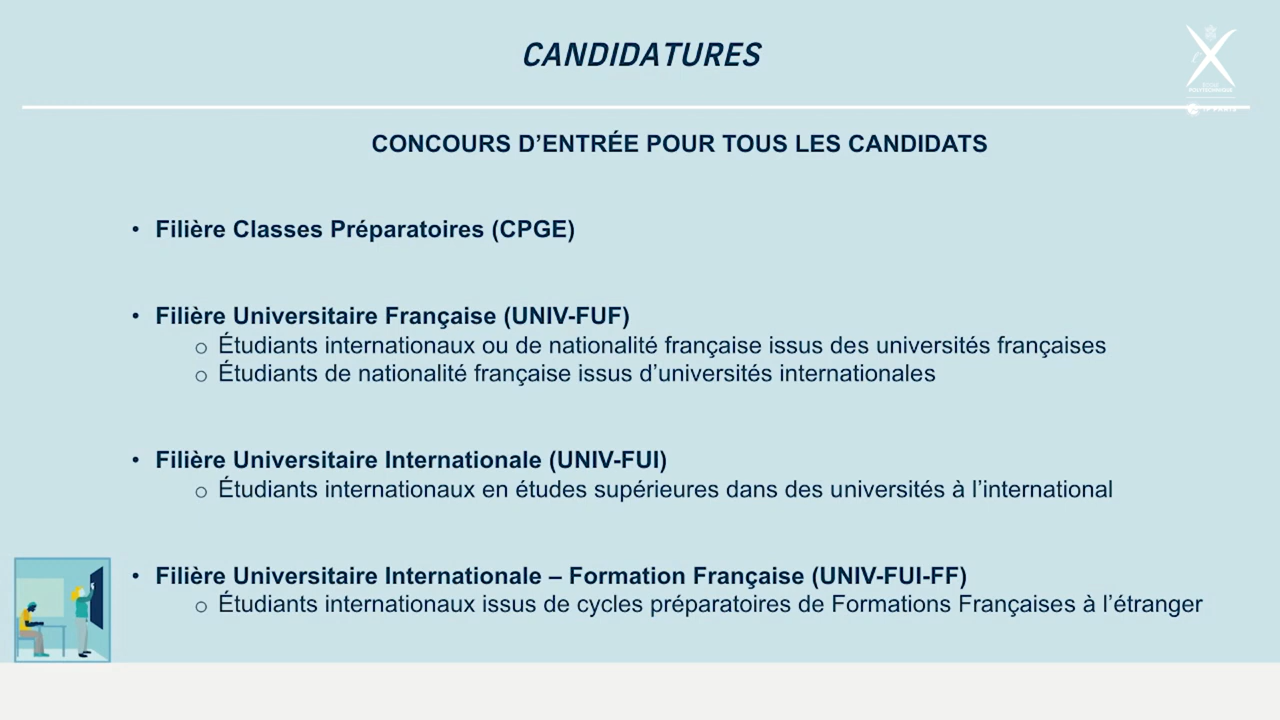 CANDIDATURES
POLYTECHNIQUE
IP PARIS
CONCOURS D’ENTRÉE POUR TOUS LES CANDIDATS
• Filière Classes Préparatoires (CPGE)
• Filière Universitaire Française (UNIV-FUF)
o Étudiants internationaux ou de nationalité française issus des universités françaises
o Étudiants de nationalité française issus d’universités internationales
• Filière Universitaire Internationale (UNIV-FUI)
o Étudiants internationaux en études supérieures dans des universités à l’international
• Filière Universitaire Internationale – Formation Française (UNIV-FUI-FF)
o Étudiants internationaux issus de cycles préparatoires de Formations Françaises à l’étranger